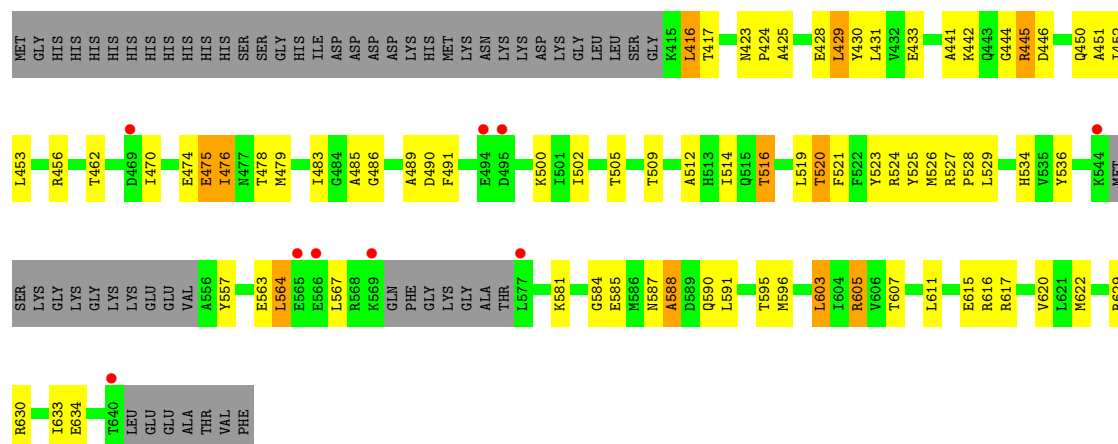 MET GLY HIS HIS HIS HIS HIS HIS HIS HIS HIS HIS SER SER GLY HIS ILE ASP ASP ASP ASP LYS HIS MET LYS ASN LYS LYS ASP LYS GLY LEU LEU SER GLY K415 L416 T417 N423 P424 A425 E428 L429 Y430 L431 V432 E433 A441 K442 Q443 G444 R445 D446 Q450 A451 I452
L453 R456 T462 D469 I470 E474 E475 I476 N477 T478 M479 I483 G484 A485 G486 A489 D490 F491 E494 D495 K500 I501 I502 T505 T509 A512 H513 I514 Q515 T516 L519 T520 F521 F522 Y523 R524 Y525 M526 R527 P528 L529 H534 V535 Y536 K544 MET
SER LYS GLY GLY LYS LYS GLU GLU VAL A556 Y557 E563 L564 E565 E566 L567 R568 K569 GLN PHE GLY LYS GLY ALA THR L577 K581 G584 E585 M586 N587 A588 D589 Q590 L591 T595 M596 L603 I604 R605 V606 T607 L611 E615 R616 R617 V620 L621 M622
R630 I633 E634 T640 LEU GLU GLU ALA THR VAL PHE